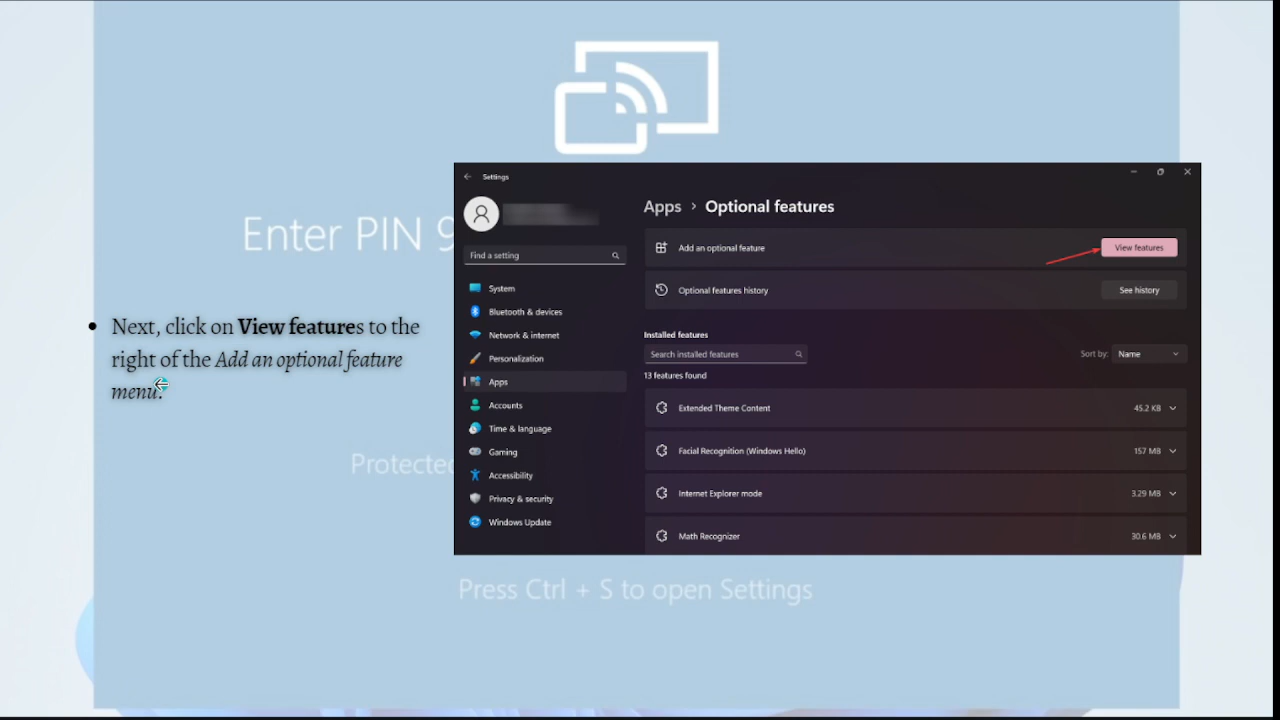 Enter PIN 9
Next, click on View features to the
right of the Add an optional feature
menu.
Protected
Press Ctrl + S to open Settings
Settings
Find a setting
System
Bluetooth & devices
Network & internet
Personalization
Apps
Accounts
Time & language
Gaming
Accessibility
Privacy & security
Windows Update
Apps > Optional features
Add an optional feature
View features
Optional features history
See history
Installed features
Search installed features
Sort by: Name
13 features found
Extended Theme Content
45.2 KB
Facial Recognition (Windows Hello)
157 MB
Internet Explorer mode
3.29 MB
Math Recognizer
30.6 MB